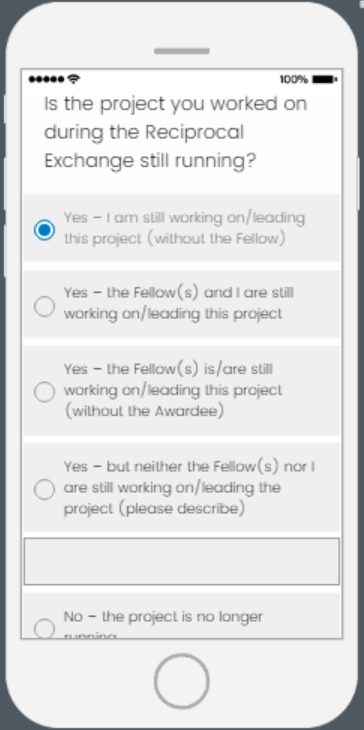 100%
Is the project you worked on
during the Reciprocal
Exchange still running?
Yes – I am still working on/leading
this project (without the Fellow)
Yes – the Fellow(s) and I are still
working on/leading this project
Yes – the Fellow(s) is/are still
working on/leading this project
(without the Awardee)
Yes – but neither the Fellow(s) nor I
are still working on/leading the
project (please describe)
No – the project is no longer
running